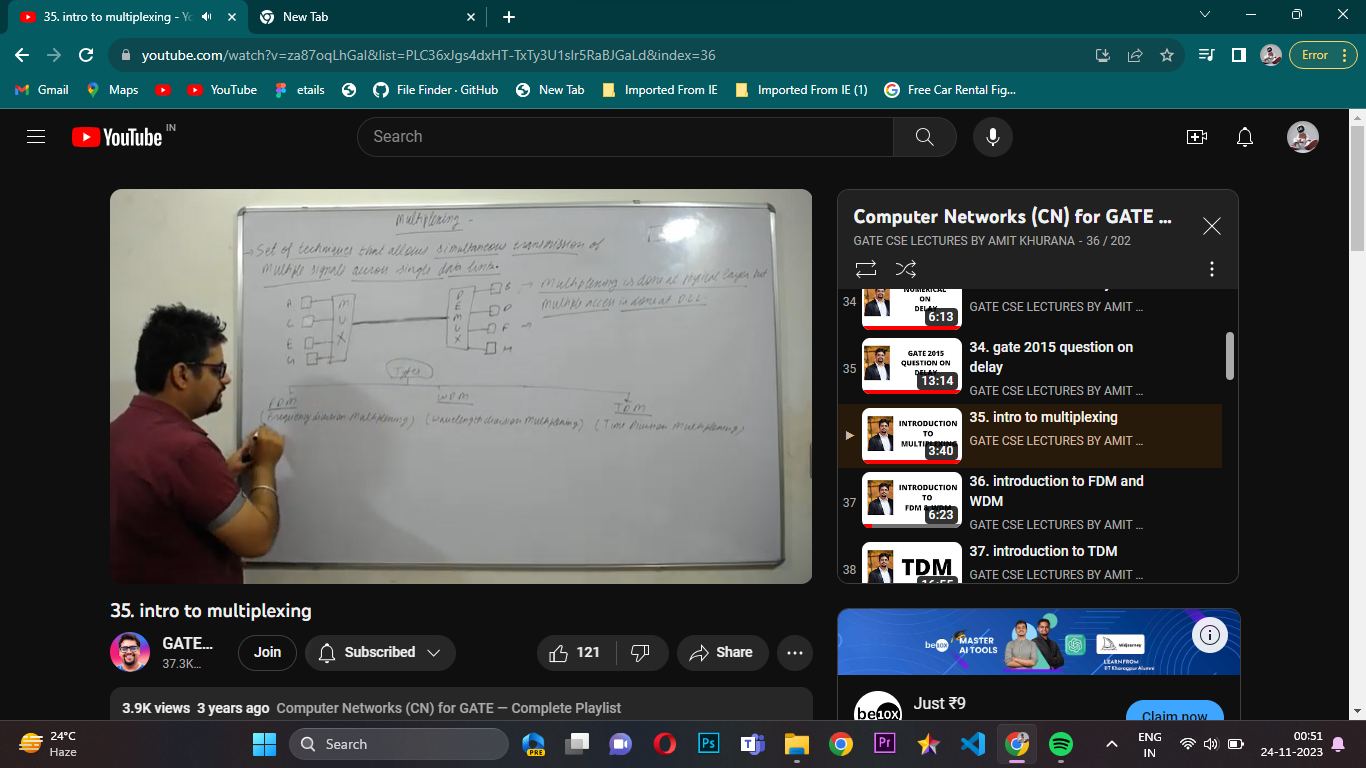 35. intro to multiplexing - Yo
New Tab
youtube.com/watch?v=za87oqLhGaI&list=PLC36xJgs4dxHT-TxTy3U1slr5RaBJGaLd&index=36
Error
Gmail
Maps
YouTube
etails
File Finder · GitHub
New Tab
Imported From IE
Imported From IE (1)
Free Car Rental Fig...
YouTube IN
Search
Multiplexing -
→ Set of techniques that allows simultaneous transmission of
Multiple signals across single data links.
→ Multiplexing is done at physical layer but
Multiple access is done at DLL.
A
C
E
G
MUX
DEMUX
B
D
F
H
Types
FDM
(Frequency division Multiplexing)
WDM
(Wavelength division Multiplexing)
TDM
(Time Division Multiplexing)
Computer Networks (CN) for GATE ...
GATE CSE LECTURES BY AMIT KHURANA - 36 / 202
34
NUMERICAL
ON
DELAY
6:13
GATE CSE LECTURES BY AMIT ...
35
GATE 2015
QUESTION ON
DELAY
13:14
34. gate 2015 question on
delay
GATE CSE LECTURES BY AMIT ...
INTRODUCTION
TO
MULTIPLEXING
3:40
35. intro to multiplexing
GATE CSE LECTURES BY AMIT ...
37
INTRODUCTION
TO
FDM & WDM
6:23
36. introduction to FDM and
WDM
GATE CSE LECTURES BY AMIT ...
38
TDM
16:55
37. introduction to TDM
GATE CSE LECTURES BY AMIT ...
35. intro to multiplexing
GATE...
37.3K...
Join
Subscribed
121
Share
3.9K views 3 years ago Computer Networks (CN) for GATE — Complete Playlist
be10x
MASTER
AI TOOLS
Midjourney
LEARN FROM
IIT Kharagpur Alumni
be10x
Just ₹9
Claim now
24°C
Haze
Search
PRE
Ps
Pr
ENG
IN
00:51
24-11-2023